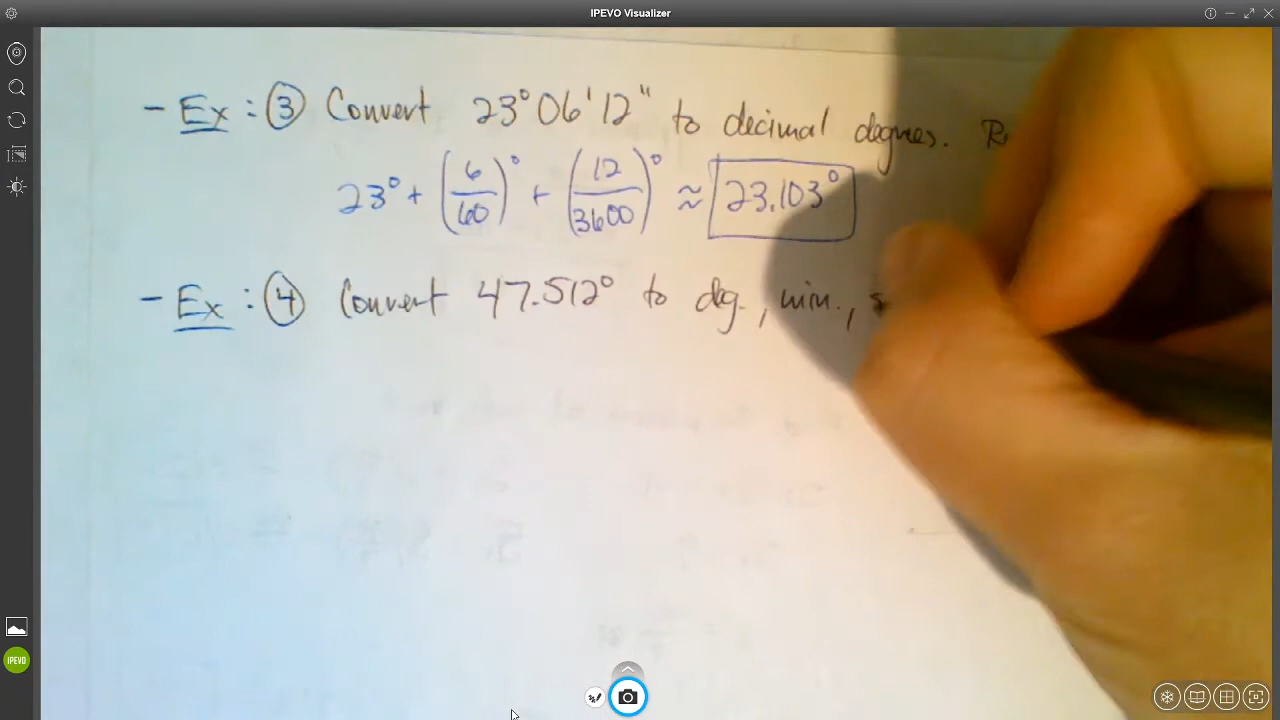 IPEVO Visualizer
- Ex : ③ Convert 23°06'12" to decimal degrees.
23° + (6/60)° + (12/3600)° ≈ 23.103°
- Ex : ④ Convert 47.512° to deg., min.,
IPEVO